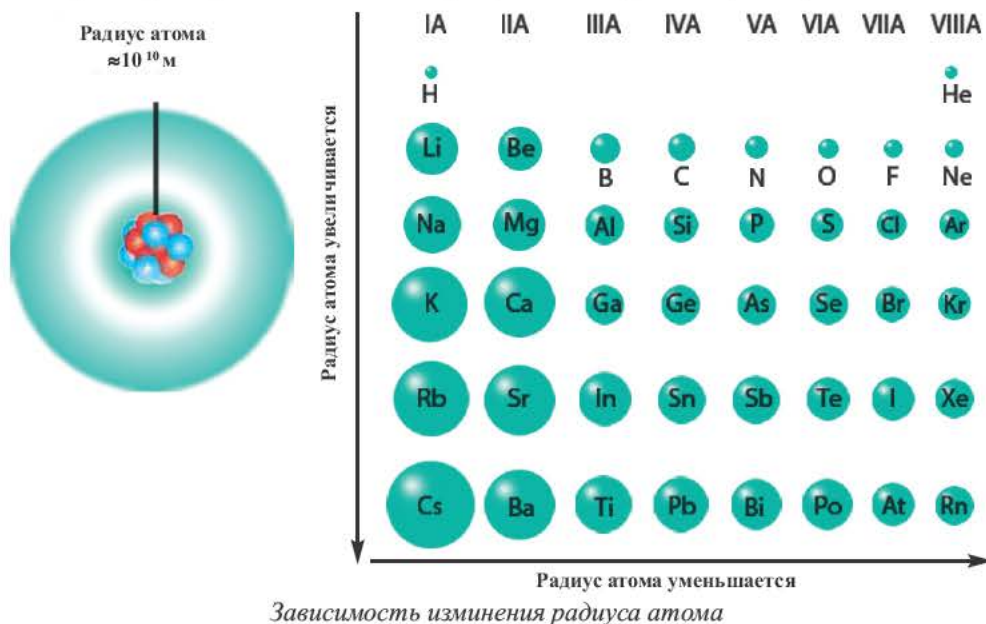 Радиус атома
≈10 10 м
IA IIA IIIA IVA VA VIA VIIA VIIIA
H He
Li Be B C N O F Ne
Na Mg Al Si P S Cl Ar
K Ca Ga Ge As Se Br Kr
Rb Sr In Sn Sb Te I Xe
Cs Ba Ti Pb Bi Po At Rn
Радиус атома увеличивается
Радиус атома уменьшается
Зависимость изминения радиуса атома